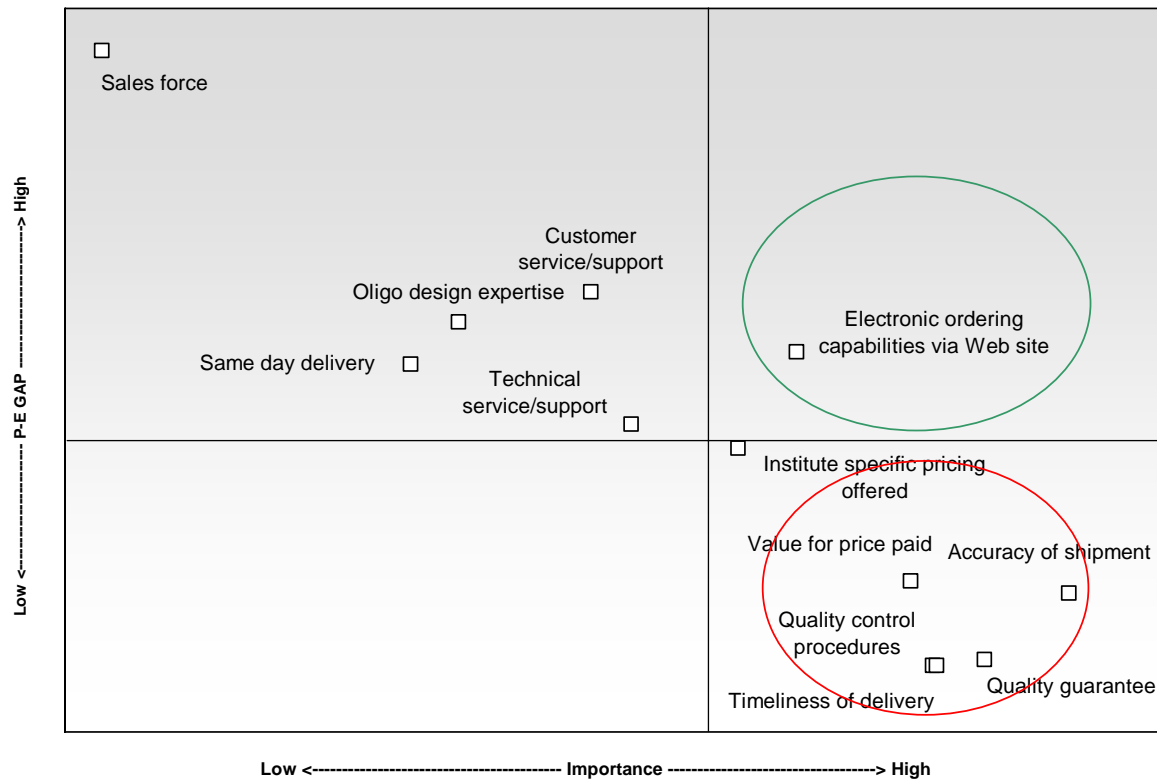 Sales force
Customer
service/support
Oligo design expertise
Electronic ordering
capabilities via Web site
Same day delivery
Technical
service/support
Institute specific pricing
offered
Value for price paid
Accuracy of shipment
Quality control
procedures
Quality guarantee
Timeliness of delivery
Low <------------------- P-E GAP -------------------------> High
Low <----------------------------------------- Importance -----------------------------------> High